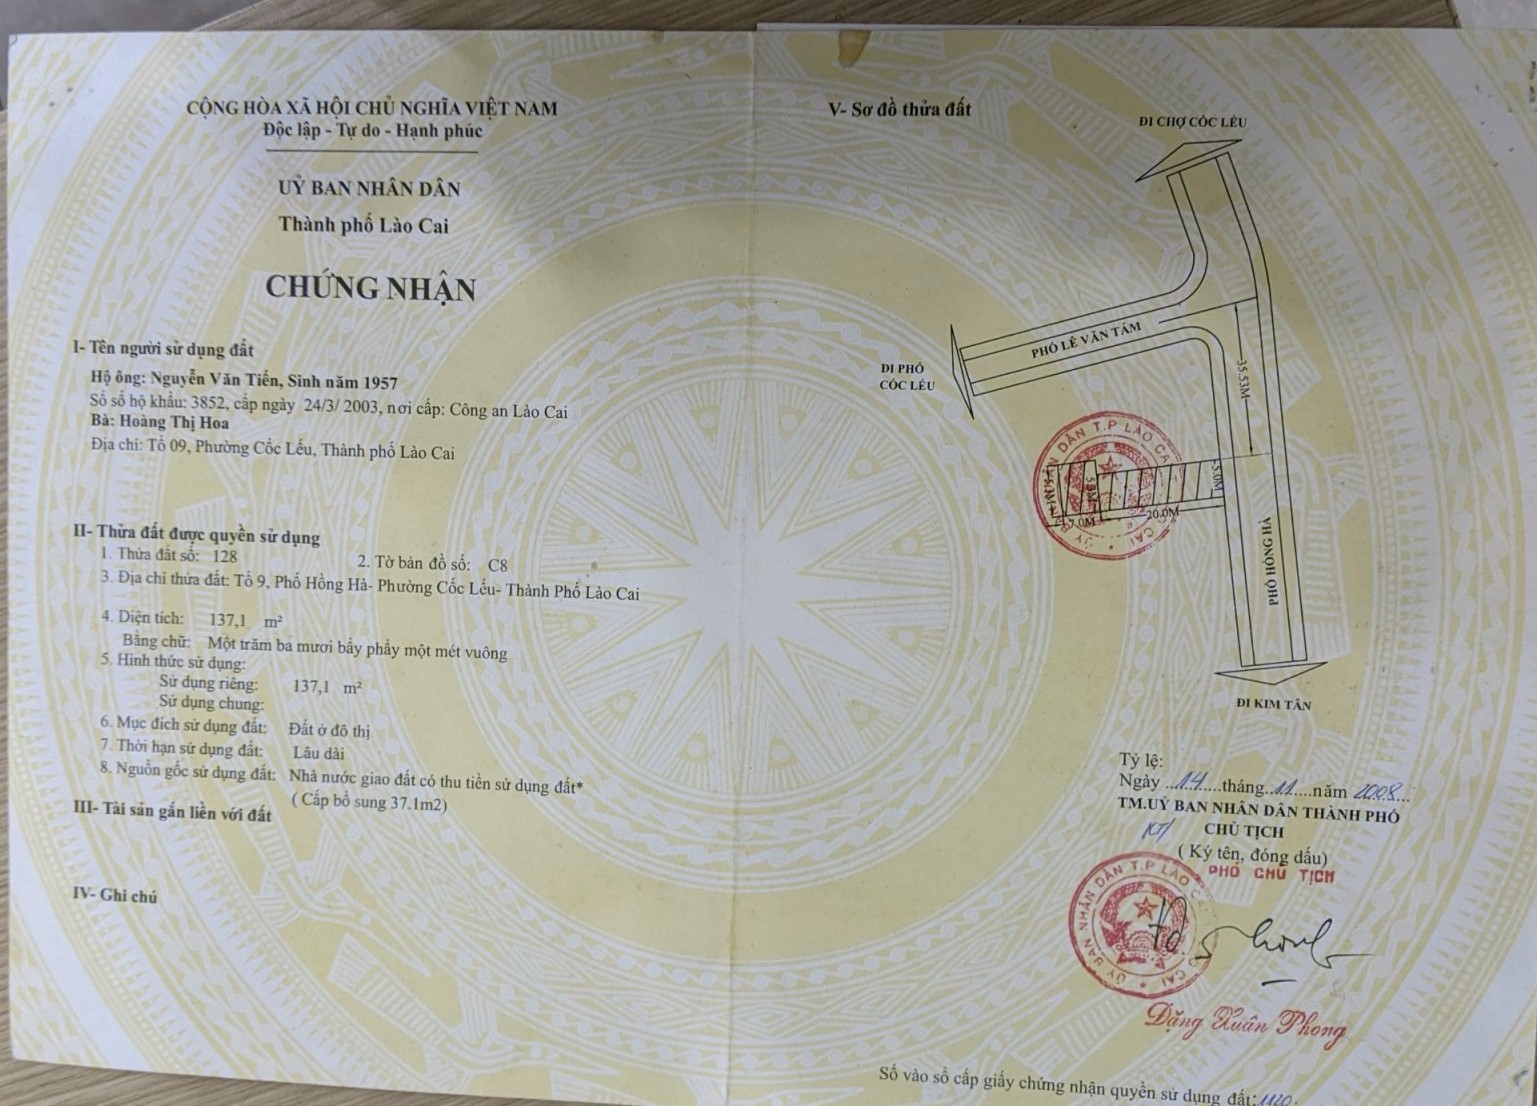 CỘNG HÒA XÃ HỘI CHỦ NGHĨA VIỆT NAM
Độc lập - Tự do - Hạnh phúc
UỶ BAN NHÂN DÂN
Thành phố Lào Cai
CHỨNG NHẬN
I- Tên người sử dụng đất
Hộ ông: Nguyễn Văn Tiến, Sinh năm 1957
Số sổ hộ khẩu: 3852, cấp ngày 24/3/ 2003, nơi cấp: Công an Lào Cai
Bà: Hoàng Thị Hoa
Địa chỉ: Tổ 09, Phường Cốc Lếu, Thành phố Lào Cai
II- Thửa đất được quyền sử dụng
1. Thửa đất số: 128 2. Tờ bản đồ số: C8
3. Địa chỉ thửa đất: Tổ 9, Phố Hồng Hà- Phường Cốc Lếu- Thành Phố Lào Cai
4. Diện tích: 137,1 m²
Bằng chữ: Một trăm ba mươi bẩy phẩy một mét vuông
5. Hình thức sử dụng:
Sử dụng riêng: 137,1 m²
Sử dụng chung:
6. Mục đích sử dụng đất: Đất ở đô thị
7. Thời hạn sử dụng đất: Lâu dài
8. Nguồn gốc sử dụng đất: Nhà nước giao đất có thu tiền sử dụng đất*
( Cấp bổ sung 37.1m2)
III- Tài sản gắn liền với đất
IV- Ghi chú
V- Sơ đồ thửa đất
ĐI CHỢ CỐC LẾU
PHỐ LÊ VĂN TÁM
ĐI PHỐ
CỐC LẾU
35.53M
5.0M
20.0M
7.0M
PHỐ HỒNG HÀ
ĐI KIM TÂN
Tỷ lệ:
Ngày 14 tháng 11 năm 2008
TM.UỶ BAN NHÂN DÂN THÀNH PHỐ
KT/ CHỦ TỊCH
( Ký tên, đóng dấu)
PHÓ CHỦ TỊCH
ỦY BAN NHÂN DÂN T.P LÀO CAI
Đặng Xuân Phong
Số vào sổ cấp giấy chứng nhận quyền sử dụng đất: 1120